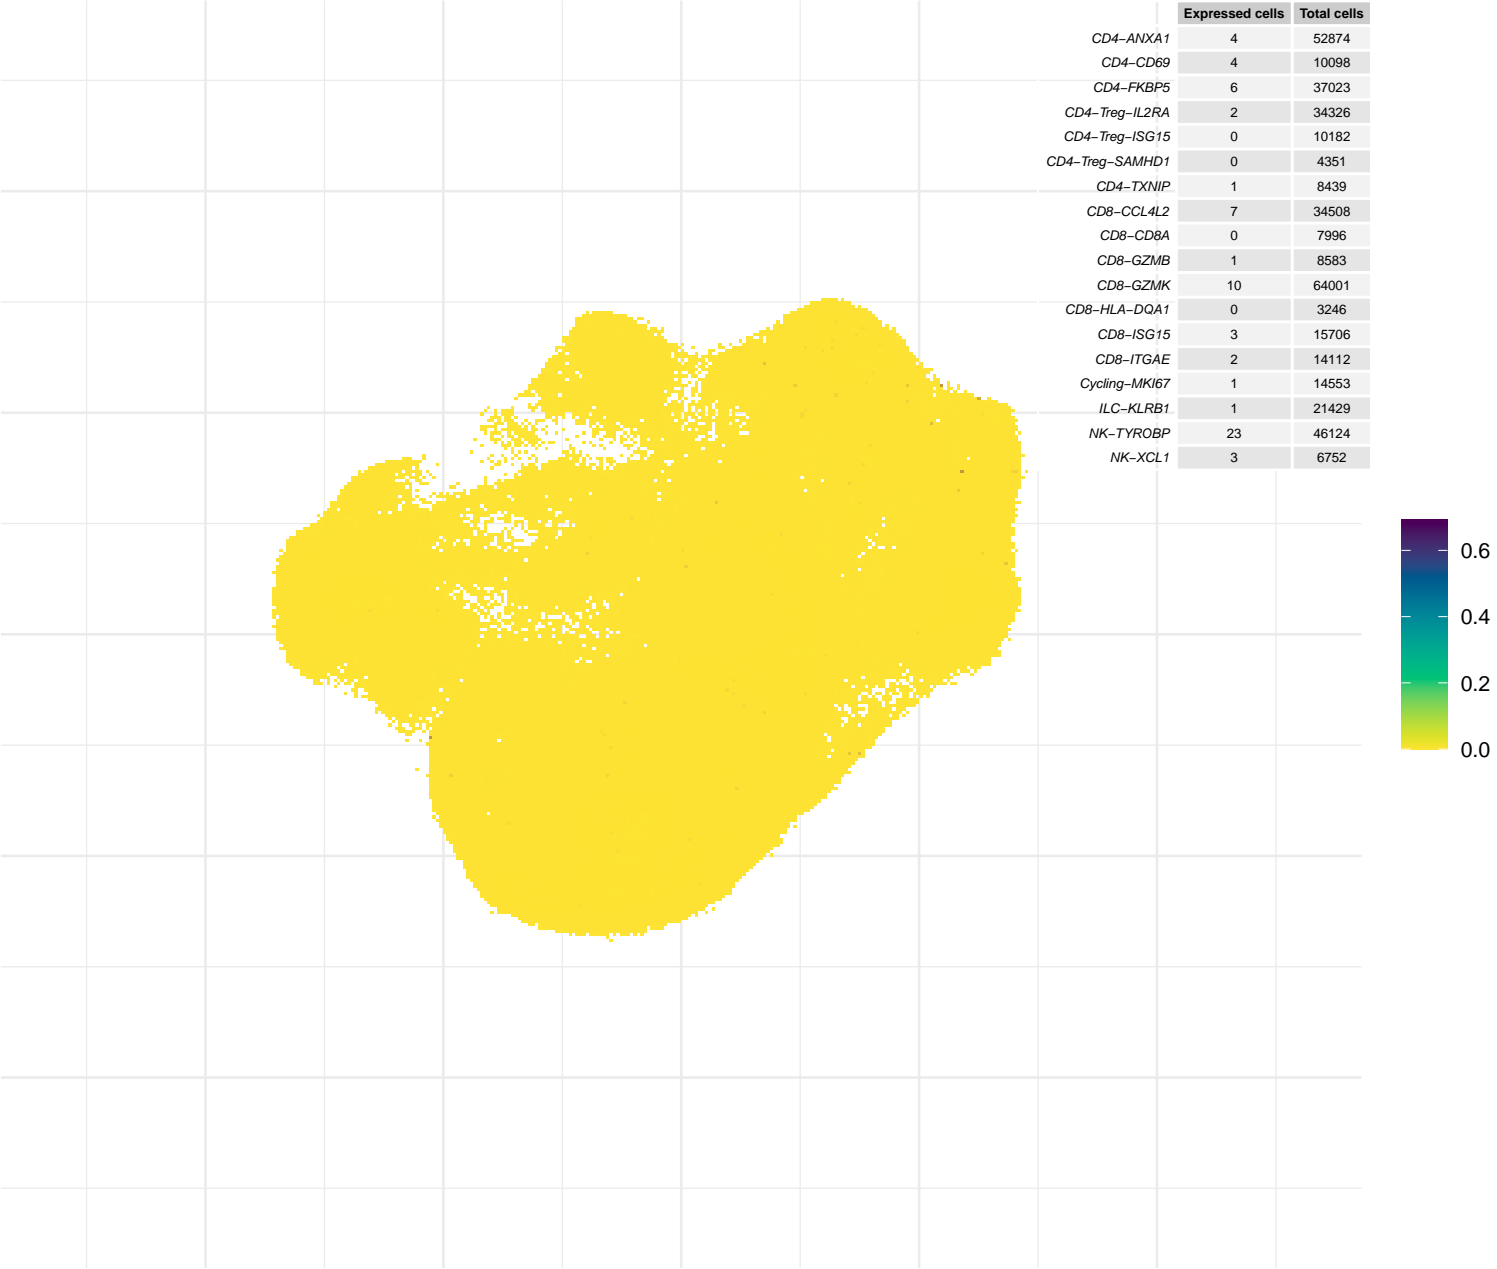 Expressed cells Total cells
CD4−ANXA1 4 52874
CD4−CD69 4 10098
CD4−FKBP5 6 37023
CD4−Treg−IL2RA 2 34326
CD4−Treg−ISG15 0 10182
CD4−Treg−SAMHD1 0 4351
CD4−TXNIP 1 8439
CD8−CCL4L2 7 34508
CD8−CD8A 0 7996
CD8−GZMB 1 8583
CD8−GZMK 10 64001
CD8−HLA−DQA1 0 3246
CD8−ISG15 3 15706
CD8−ITGAE 2 14112
Cycling−MKI67 1 14553
ILC−KLRB1 1 21429
NK−TYROBP 23 46124
NK−XCL1 3 6752
0.6
0.4
0.2
0.0